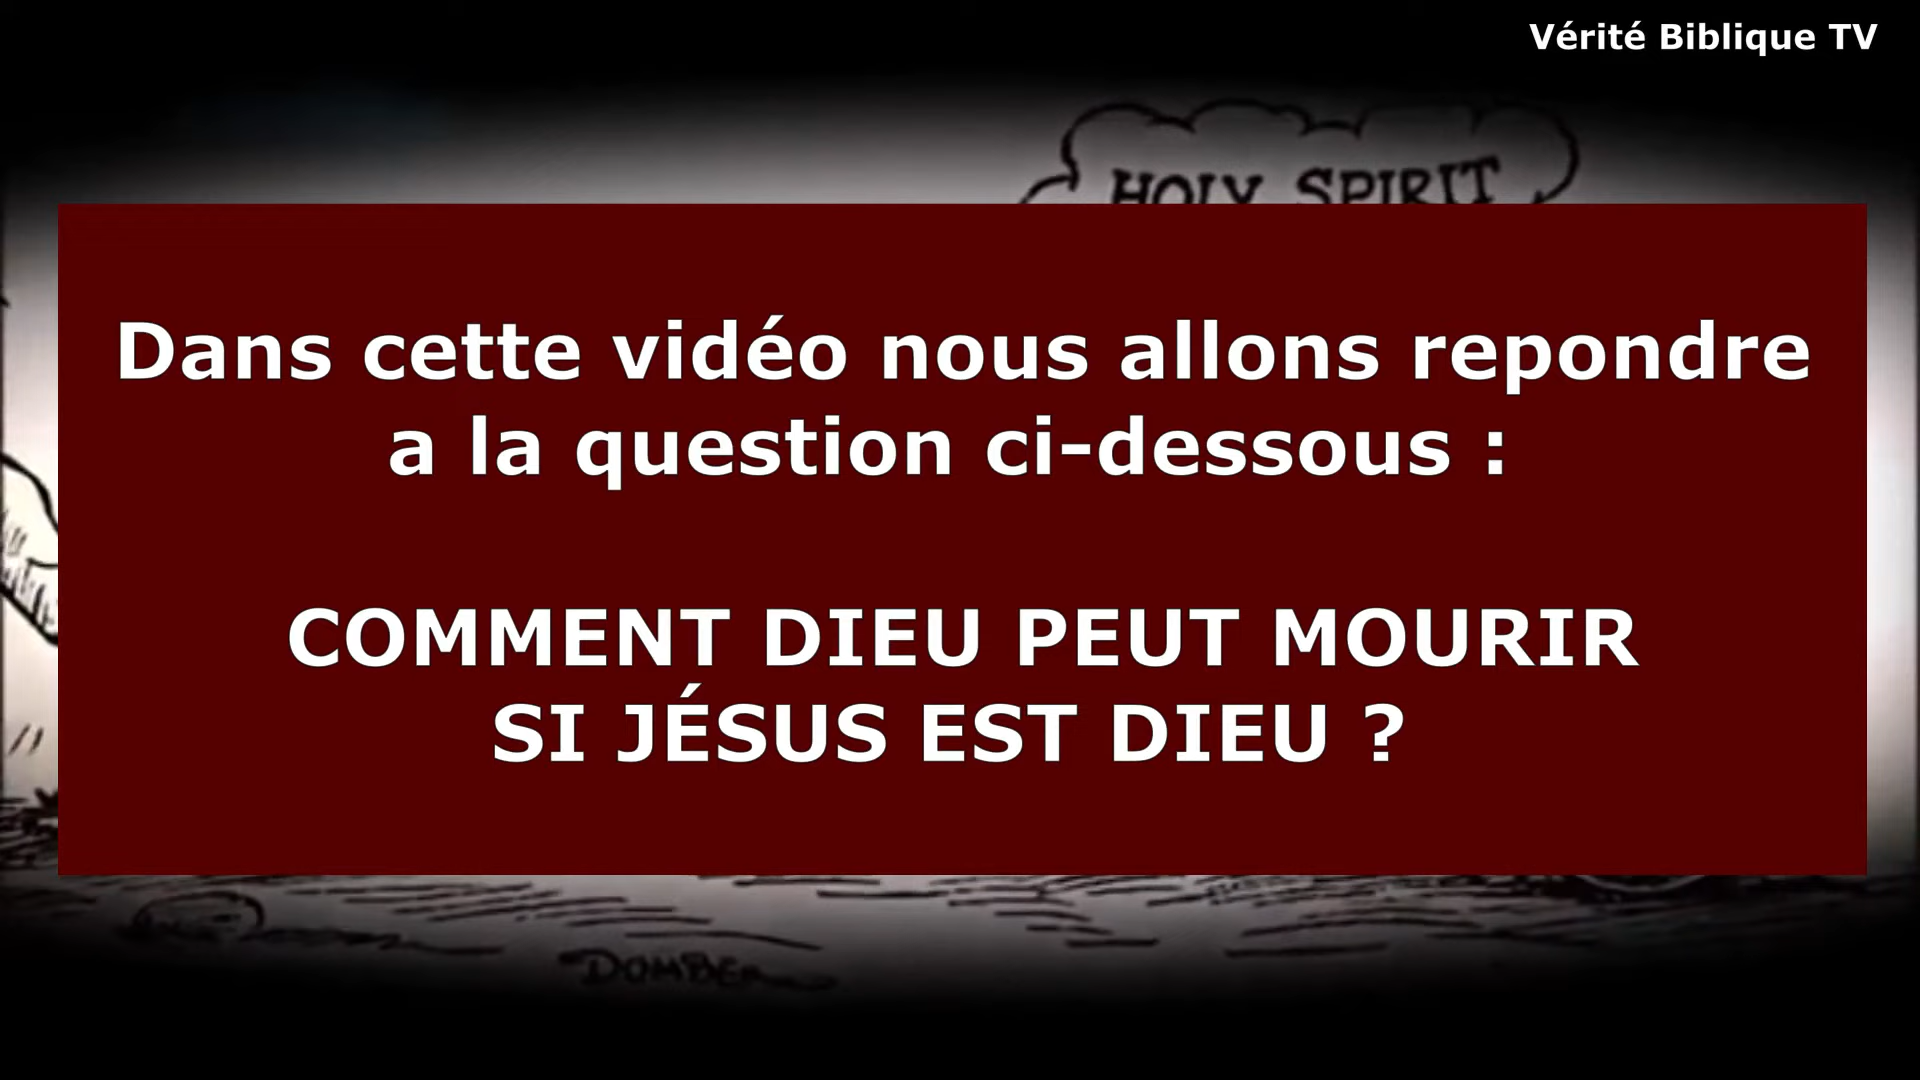 Vérité Biblique TV
HOLY SPIRIT
Dans cette vidéo nous allons repondre
a la question ci-dessous :
COMMENT DIEU PEUT MOURIR
SI JÉSUS EST DIEU ?